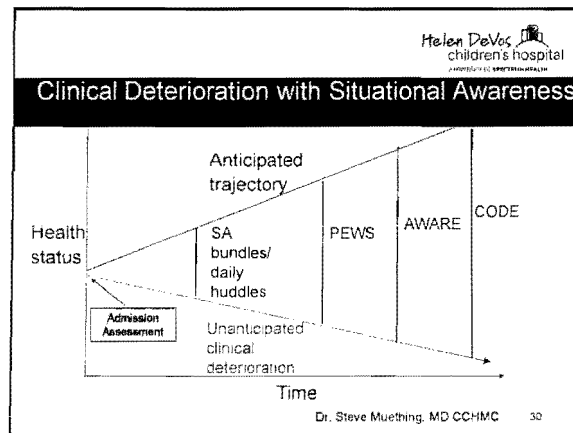 Helen DeVos
children's hospital
Clinical Deterioration with Situational Awareness
Anticipated
trajectory
Health
status
SA
bundles/
daily
huddles
PEWS
AWARE
CODE
Admission
Assessment
Unanticipated
clinical
deterioration
Time
Dr. Steve Muething, MD CCHMC 30